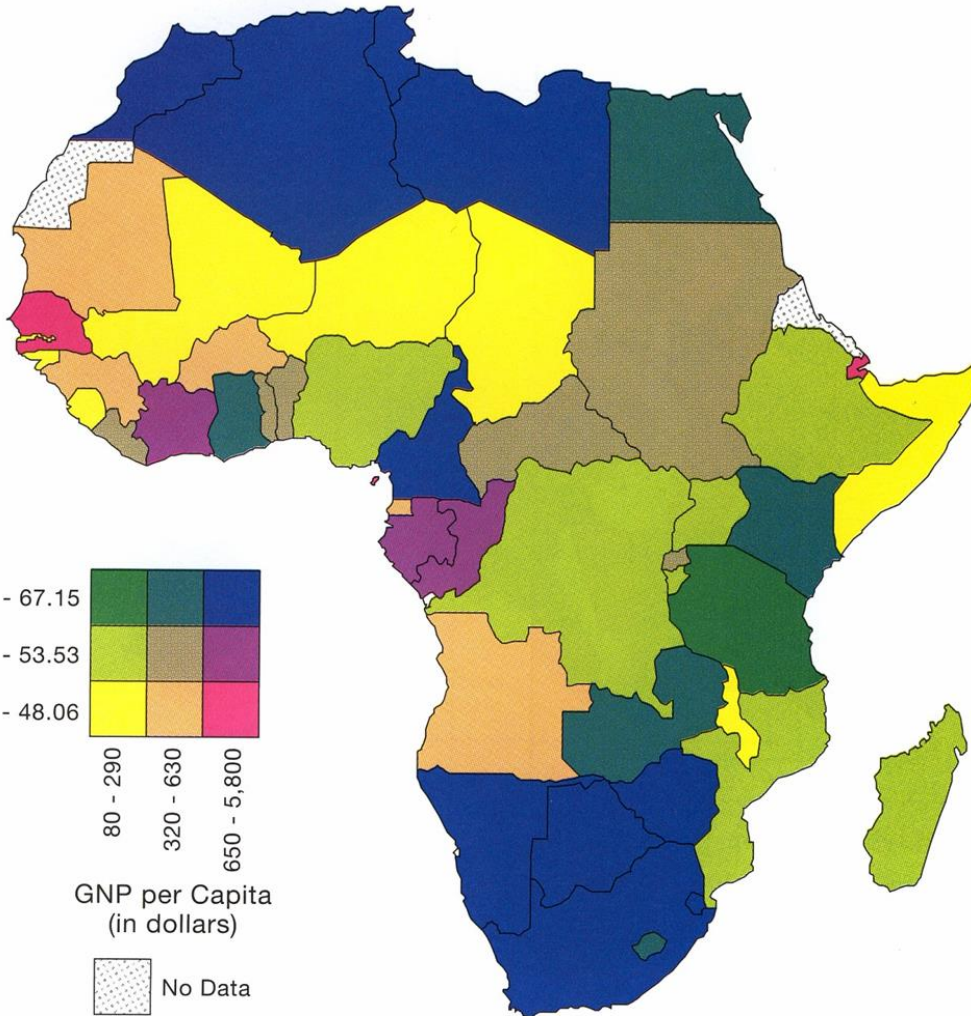 - 67.15
- 53.53
- 48.06
80 - 290
320 - 630
650 - 5,800
GNP per Capita
(in dollars)
No Data